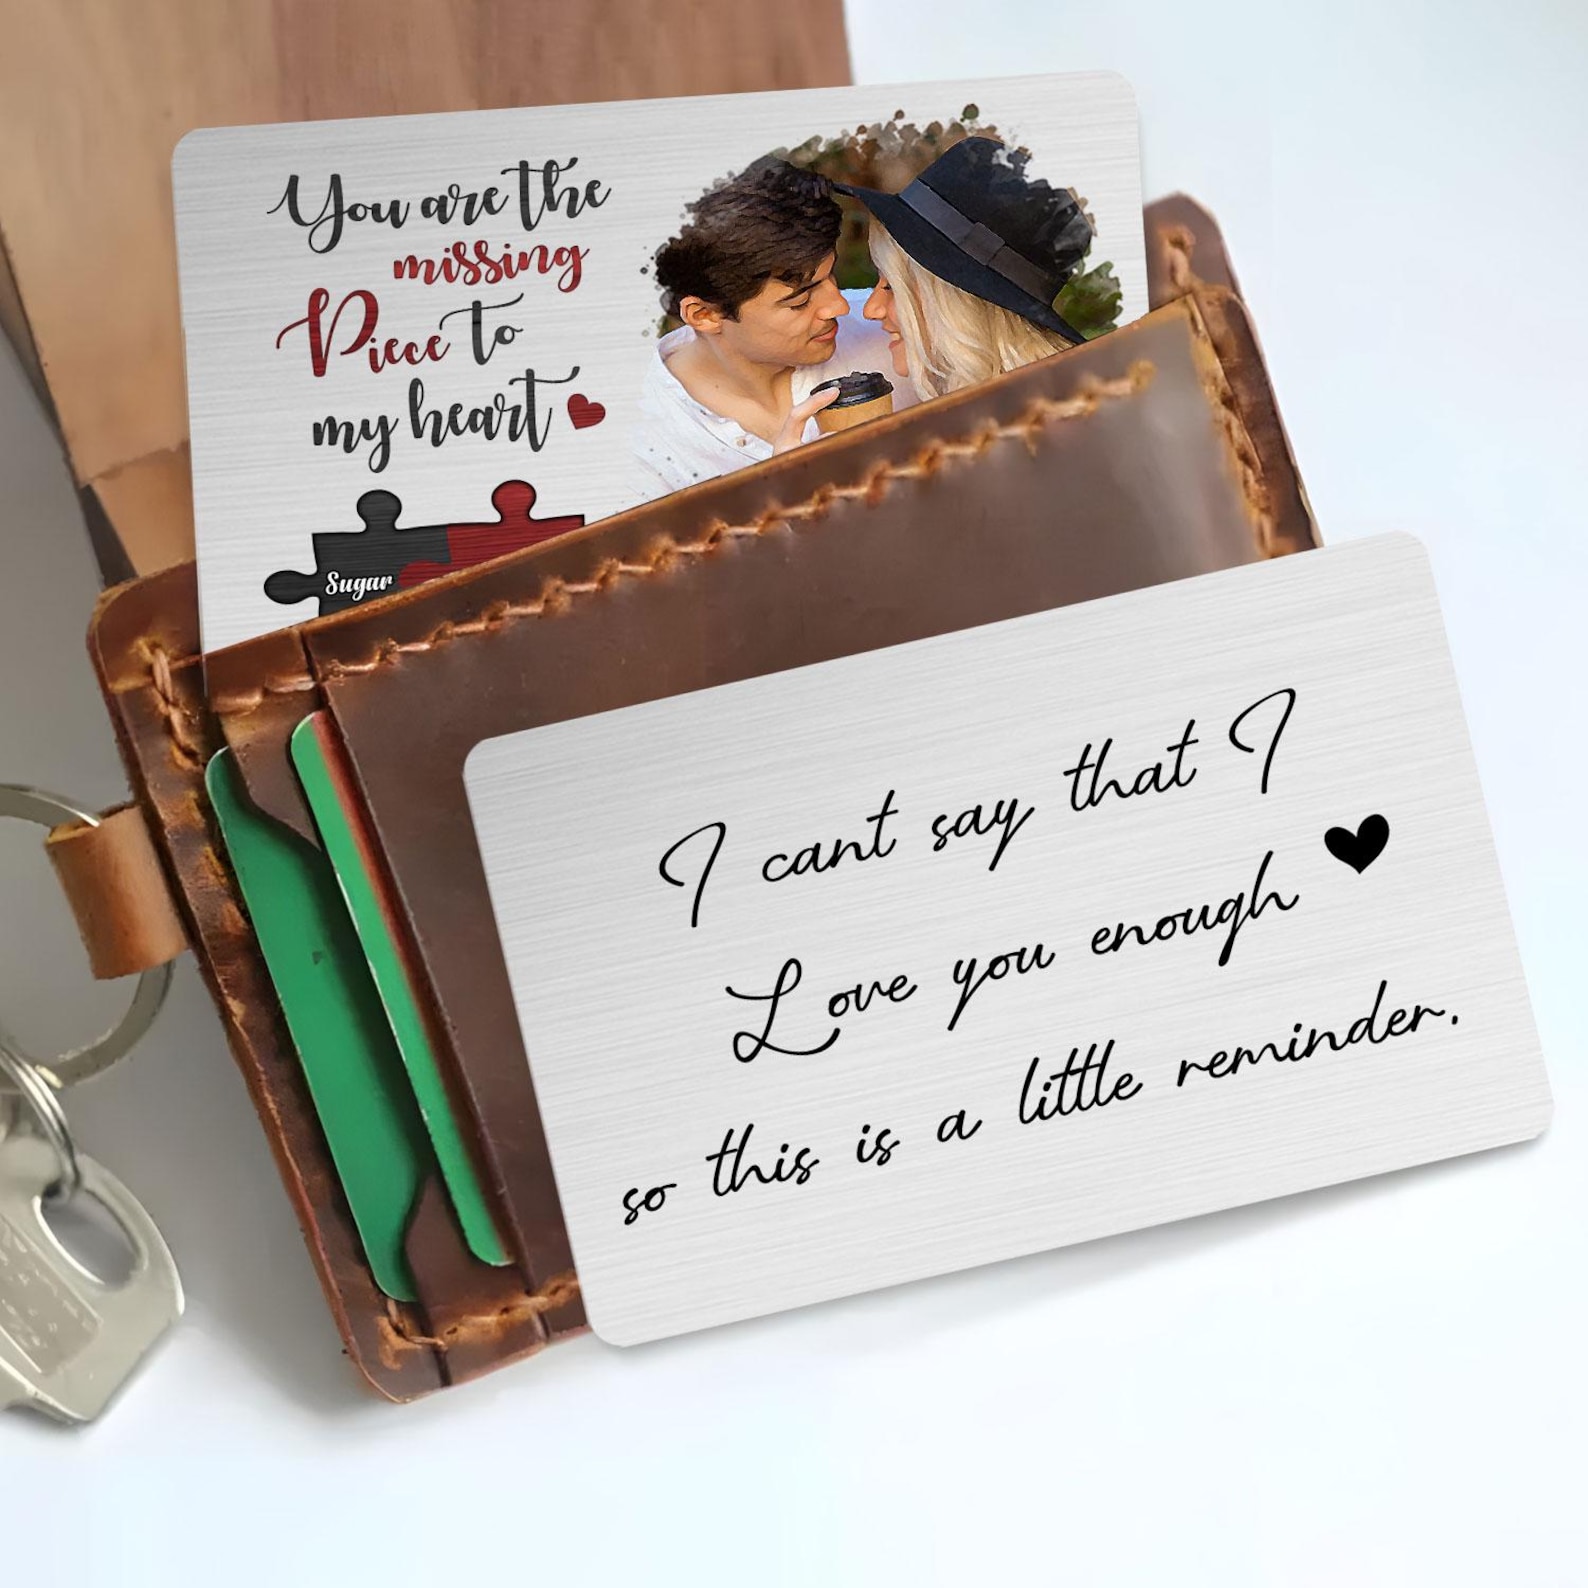 You are the
missing
Piece to
my heart
Sugar
I cant say that I
Love you enough
so this is a little reminder.